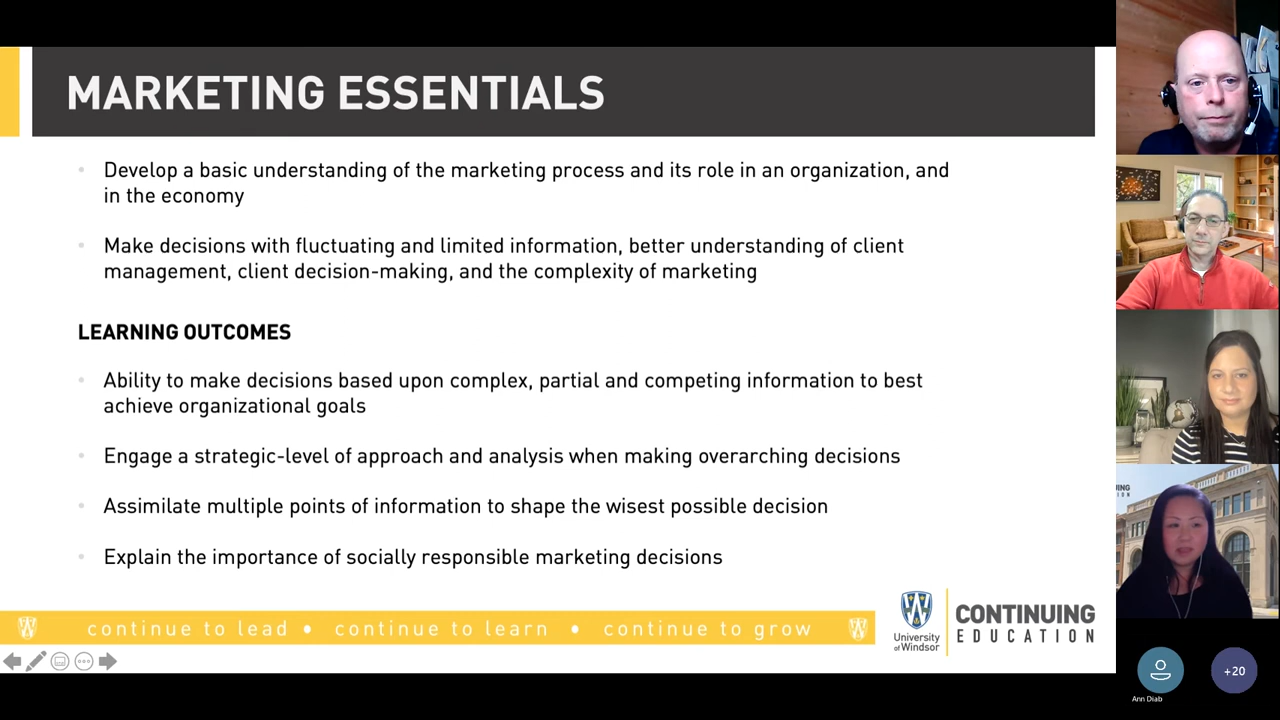 MARKETING ESSENTIALS
Develop a basic understanding of the marketing process and its role in an organization, and
in the economy
Make decisions with fluctuating and limited information, better understanding of client
management, client decision-making, and the complexity of marketing
LEARNING OUTCOMES
Ability to make decisions based upon complex, partial and competing information to best
achieve organizational goals
Engage a strategic-level of approach and analysis when making overarching decisions
Assimilate multiple points of information to shape the wisest possible decision
Explain the importance of socially responsible marketing decisions
continue to lead • continue to learn • continue to grow
University
of Windsor
CONTINUING
EDUCATION
Ann Diab
+20